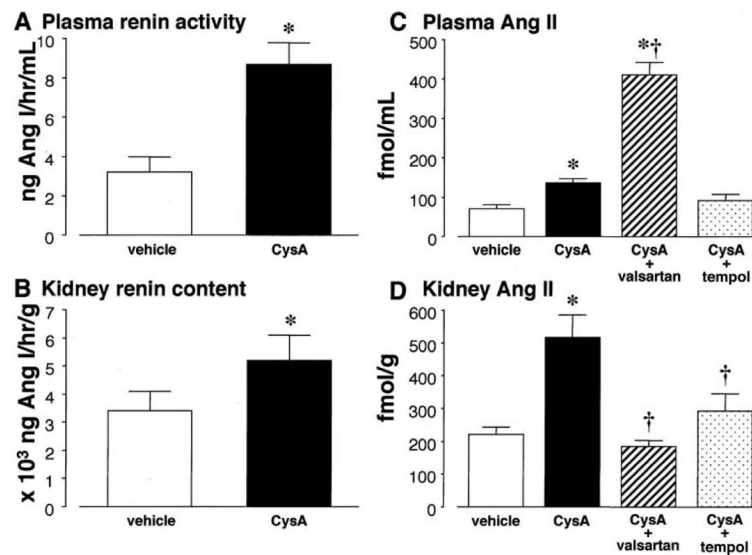 A Plasma renin activity
ng Ang I/hr/mL
10
8
6
4
2
0
*
vehicle
CysA
B Kidney renin content
x 10³ ng Ang I/hr/g
7
6
5
4
3
2
1
0
*
vehicle
CysA
C Plasma Ang II
fmol/mL
500
400
300
200
100
0
*
*†
vehicle
CysA
CysA
+
valsartan
CysA
+
tempol
D Kidney Ang II
fmol/g
600
500
400
300
200
100
0
*
†
†
vehicle
CysA
CysA
+
valsartan
CysA
+
tempol